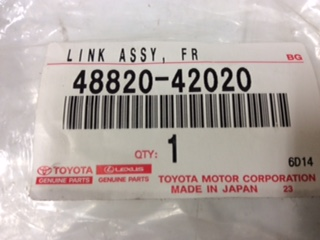 LINK ASSY, FR BG
48820-42020
QTY: 1 6D14
TOYOTA LEXUS TOYOTA MOTOR CORPORATION
GENUINE PARTS GENUINE PARTS MADE IN JAPAN 23